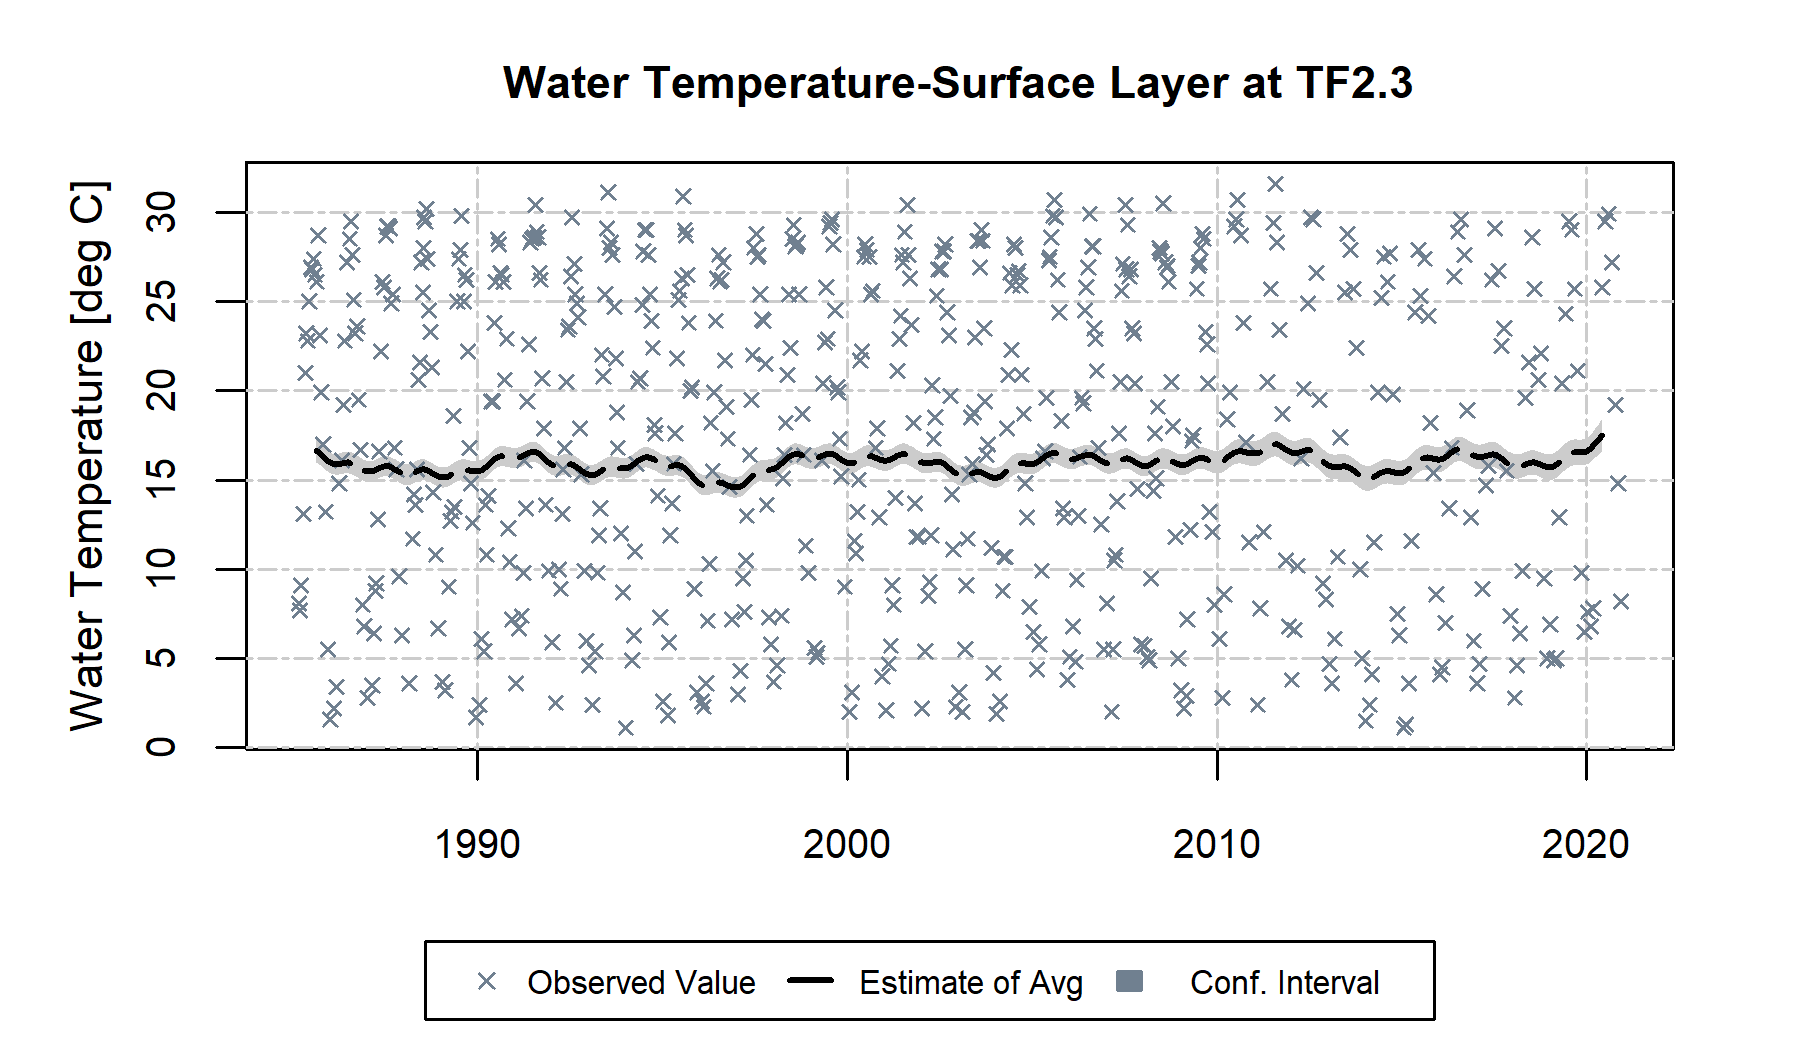 Water Temperature-Surface Layer at TF2.3
Water Temperature [deg C]
30
25
20
15
10
5
0
1990 2000 2010 2020
Observed Value Estimate of Avg Conf. Interval